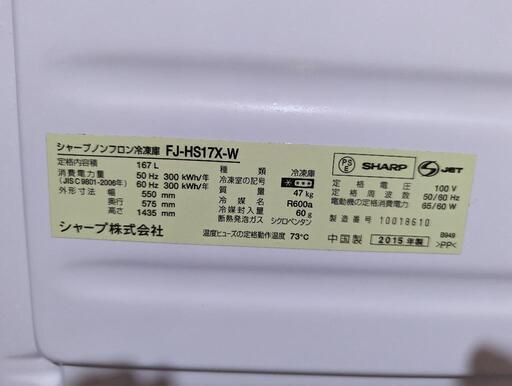 シャープノンフロン冷凍庫 FJ-HS17X-W
定格内容積 167 L
消費電力量 50 Hz 300 kWh/年
(JIS C 9801-2006年) 60 Hz 300 kWh/年
外形寸法 幅 550 mm
奥行 575 mm
高さ 1435 mm
シャープ株式会社
種類 冷凍庫
冷凍室の記号
質量 47 kg
冷媒名 R600a
冷媒封入量 60 g
断熱発泡ガス シクロペンタン
温度ヒューズの定格動作温度 73℃
PS
E
SHARP
S JET
定格電圧 100 V
定格周波数 50/60 Hz
電動機の定格消費電力 65/60 W
製造番号 10018610
中国製 2015年製
B949
>PP<